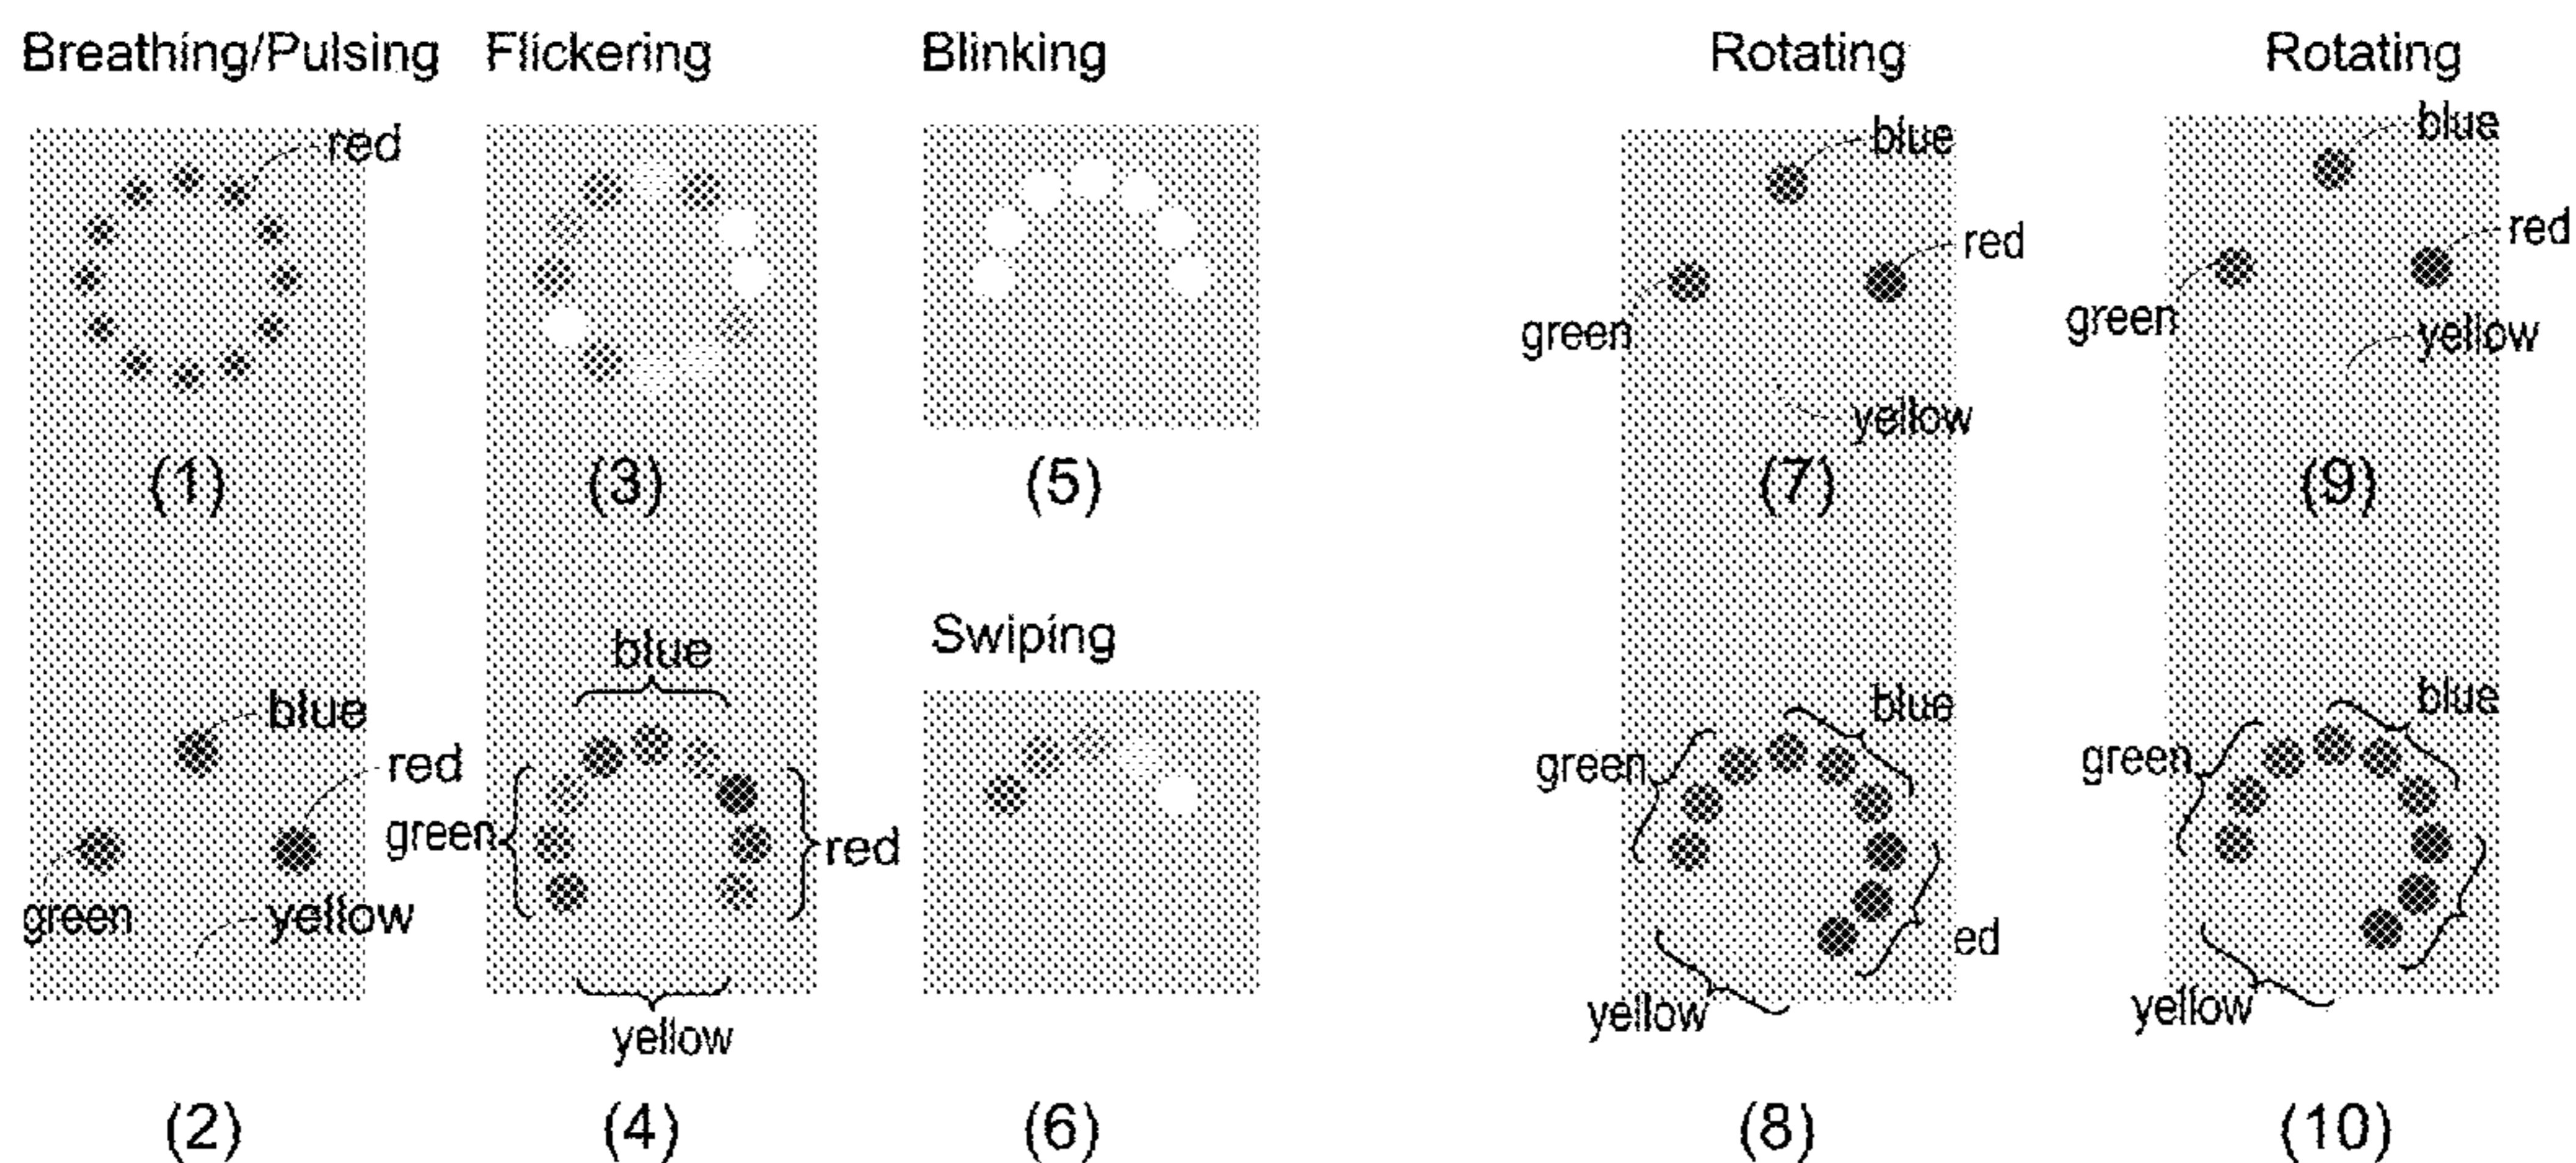 Breathing/Pulsing
Flickering
Blinking
Rotating
Rotating
red
blue
red
green
yellow
blue
red
green
yellow
(1)
(3)
(5)
(7)
(9)
Swiping
blue
red
green
yellow
blue
green
red
yellow
blue
green
ed
yellow
blue
green
yellow
(2)
(4)
(6)
(8)
(10)